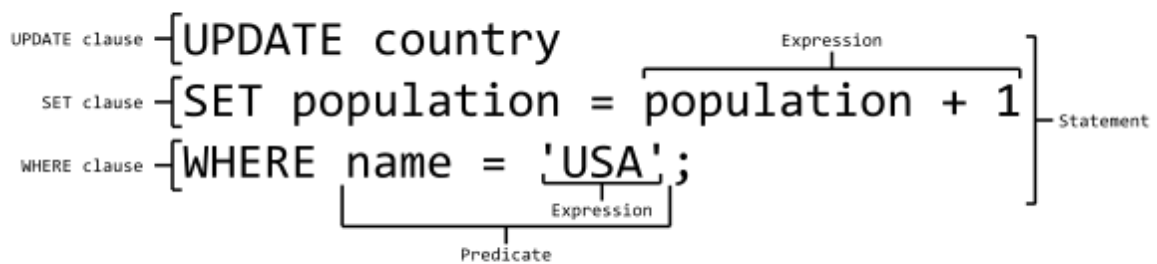 UPDATE clause UPDATE country
Expression
SET clause SET population = population + 1
Statement
WHERE clause WHERE name = 'USA';
Expression
Predicate